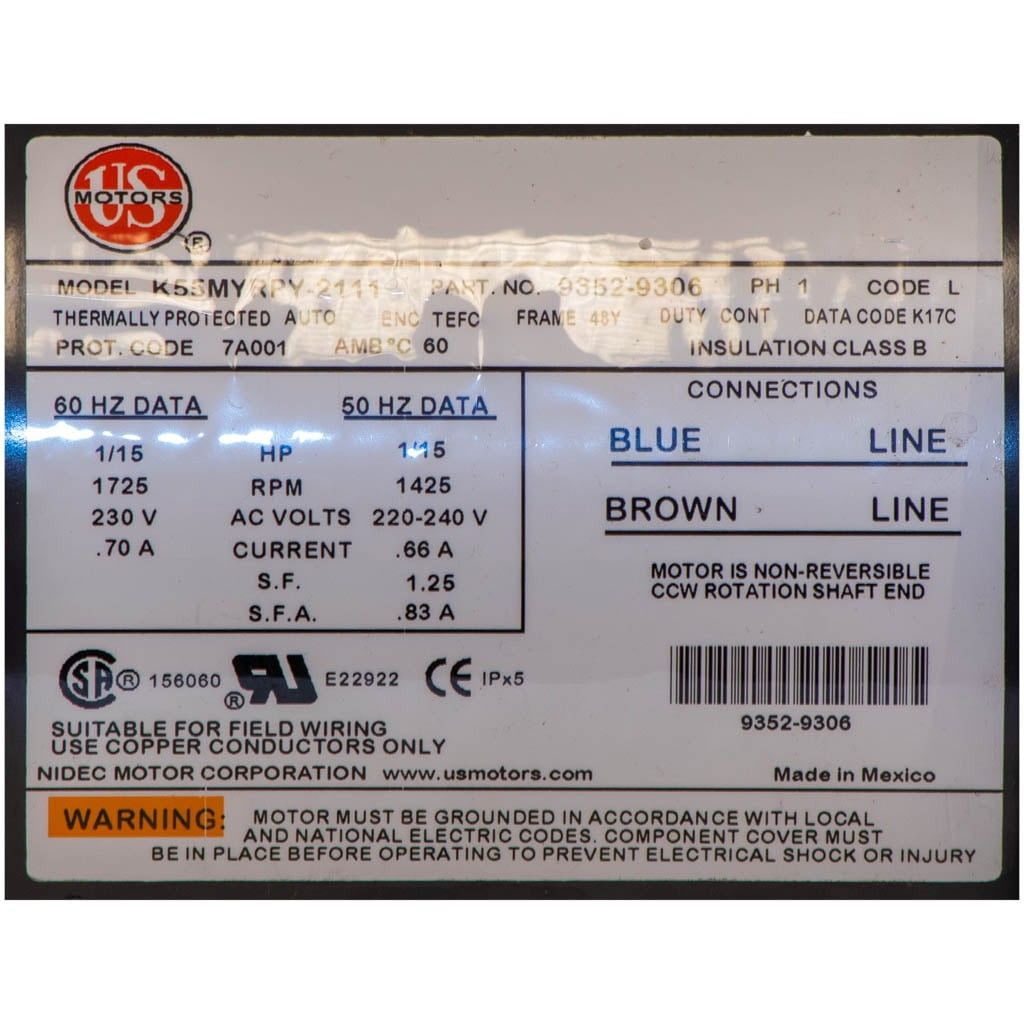 US
MOTORS
®
MODEL K55MYRPY-2111 PART. NO. 9352-9306 PH 1 CODE L
THERMALLY PROTECTED AUTO ENC TEFC FRAME 48Y DUTY CONT DATA CODE K17C
PROT. CODE 7A001 AMB°C 60 INSULATION CLASS B
60 HZ DATA 50 HZ DATA
1/15 HP 1/15
1725 RPM 1425
230 V AC VOLTS 220-240 V
.70 A CURRENT .66 A
S.F. 1.25
S.F.A. .83 A
CONNECTIONS
BLUE LINE
BROWN LINE
MOTOR IS NON-REVERSIBLE
CCW ROTATION SHAFT END
SA ® 156060 ® RU E22922 CE IPx5
9352-9306
SUITABLE FOR FIELD WIRING
USE COPPER CONDUCTORS ONLY
NIDEC MOTOR CORPORATION www.usmotors.com Made in Mexico
WARNING: MOTOR MUST BE GROUNDED IN ACCORDANCE WITH LOCAL
AND NATIONAL ELECTRIC CODES. COMPONENT COVER MUST
BE IN PLACE BEFORE OPERATING TO PREVENT ELECTRICAL SHOCK OR INJURY